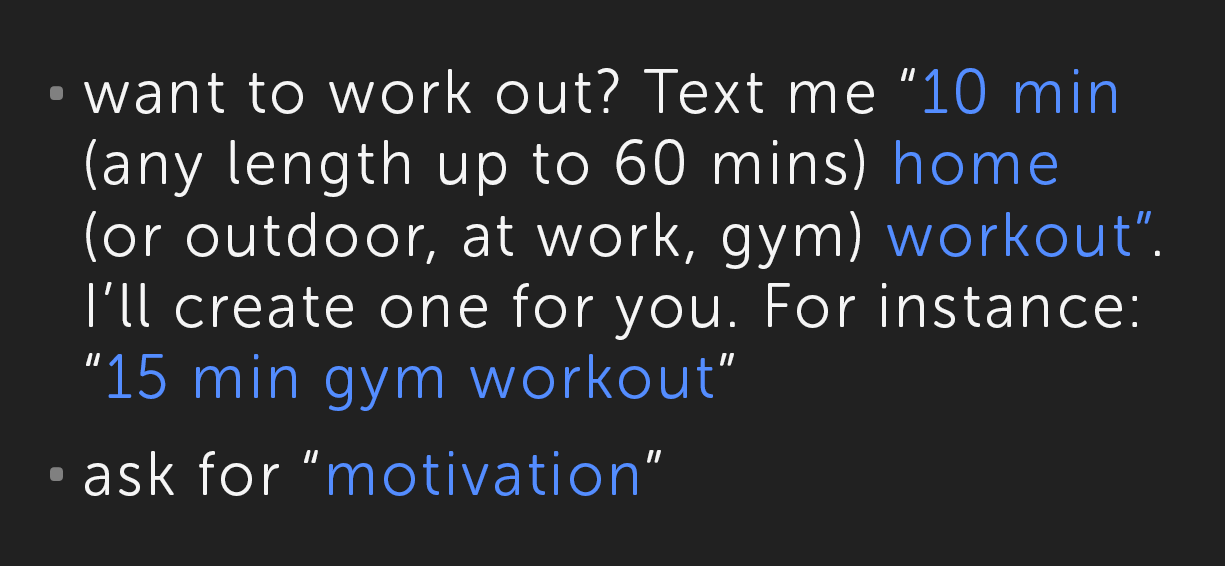 ▪ want to work out? Text me “10 min
(any length up to 60 mins) home
(or outdoor, at work, gym) workout”.
I’ll create one for you. For instance:
“15 min gym workout”
▪ ask for “motivation”